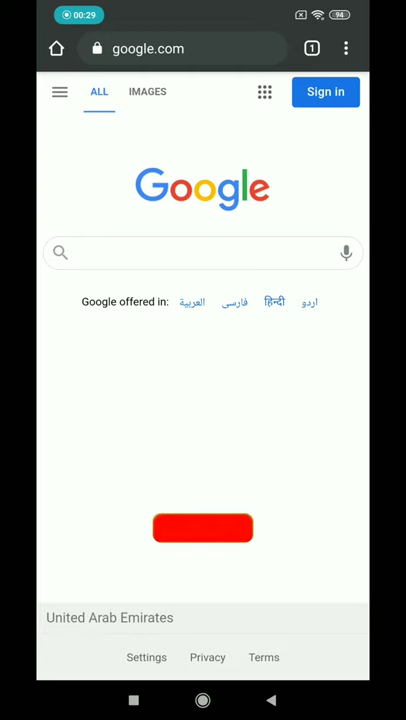 00:29
94
google.com
1
ALL IMAGES
Sign in
Google
Google offered in: العربية فارسی हिन्दी اردو
United Arab Emirates
Settings Privacy Terms